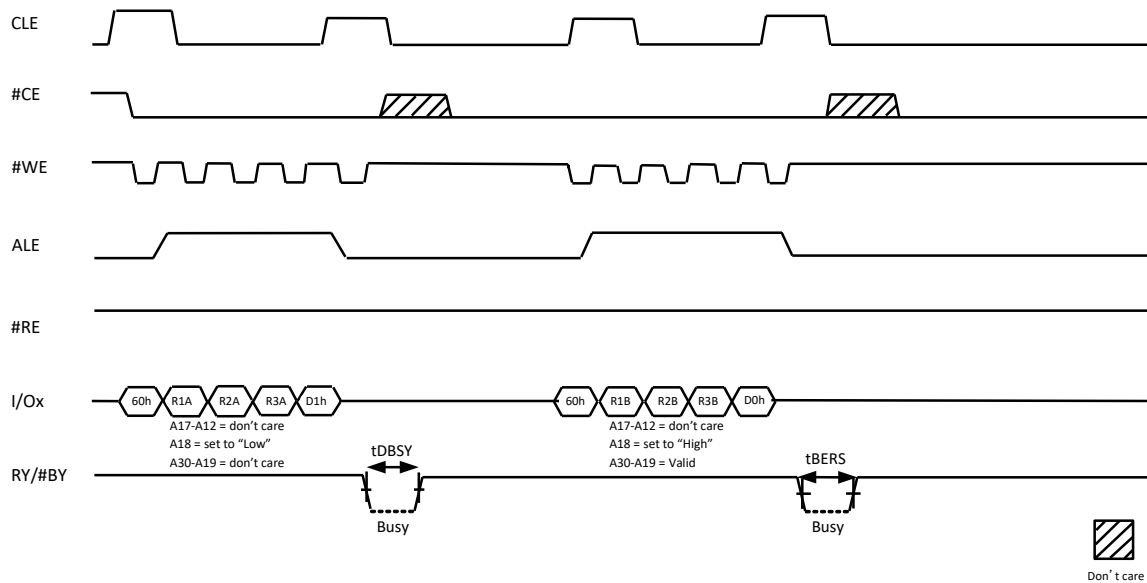 CLE
#CE
#WE
ALE
#RE
I/Ox
60h R1A R2A R3A D1h
60h R1B R2B R3B D0h
A17-A12 = don't care
A18 = set to “Low”
A30-A19 = don't care
A17-A12 = don't care
A18 = set to “High”
A30-A19 = Valid
tDBSY
tBERS
RY/#BY
Busy
Busy
Don’t care